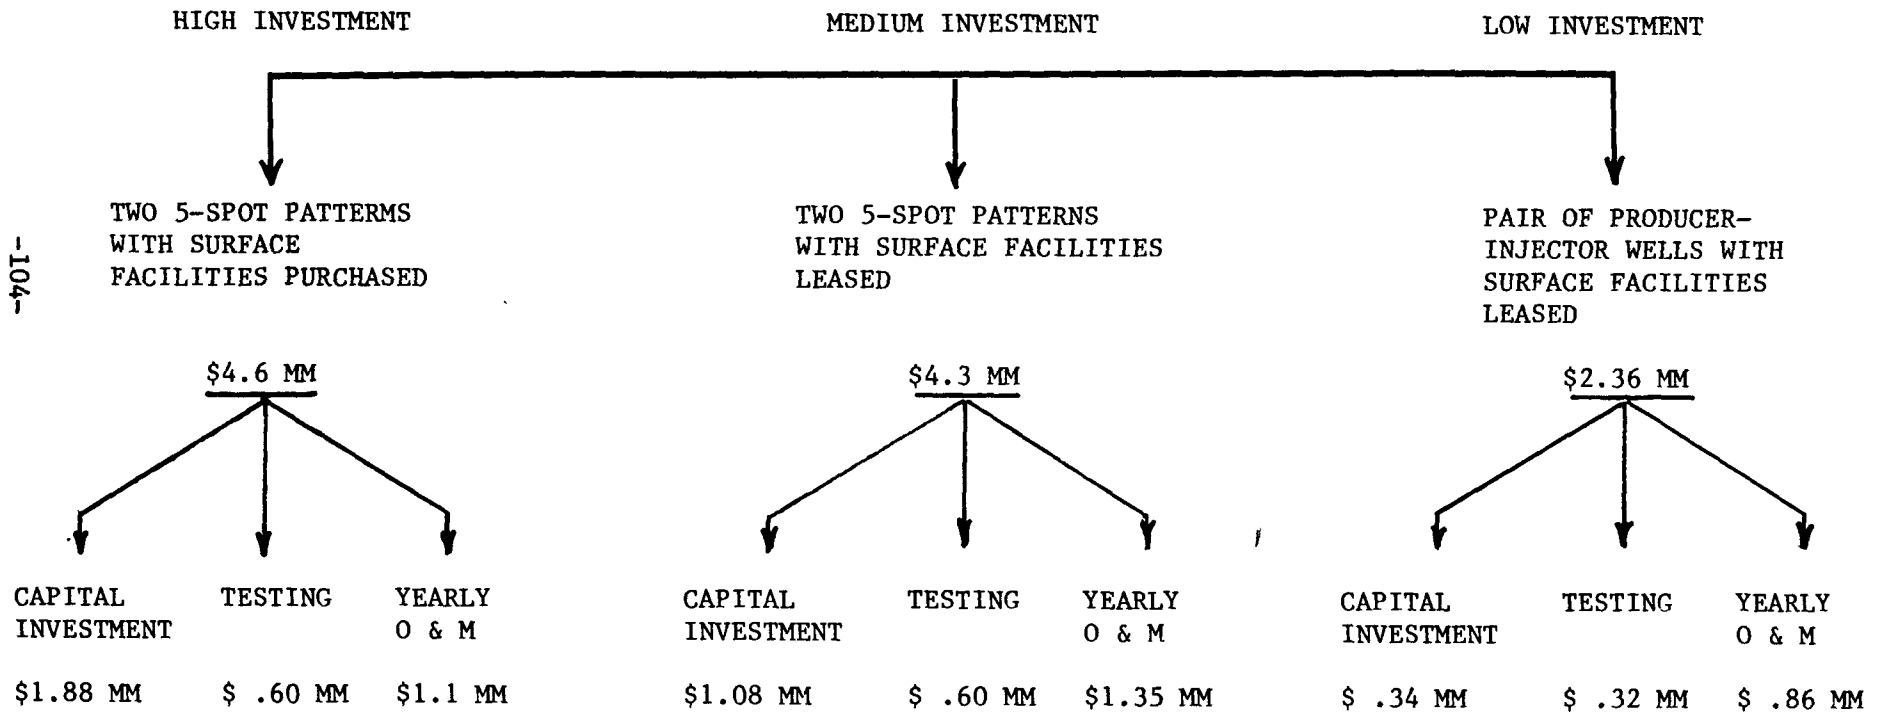 HIGH INVESTMENT
MEDIUM INVESTMENT
LOW INVESTMENT
TWO 5-SPOT PATTERMS
WITH SURFACE
FACILITIES PURCHASED
TWO 5-SPOT PATTERNS
WITH SURFACE FACILITIES
LEASED
PAIR OF PRODUCER-
INJECTOR WELLS WITH
SURFACE FACILITIES
LEASED
-104-
$4.6 MM
$4.3 MM
$2.36 MM
CAPITAL
INVESTMENT
TESTING
YEARLY
O & M
CAPITAL
INVESTMENT
TESTING
YEARLY
O & M
CAPITAL
INVESTMENT
TESTING
YEARLY
O & M
$1.88 MM
$ .60 MM
$1.1 MM
$1.08 MM
$ .60 MM
$1.35 MM
$ .34 MM
$ .32 MM
$ .86 MM